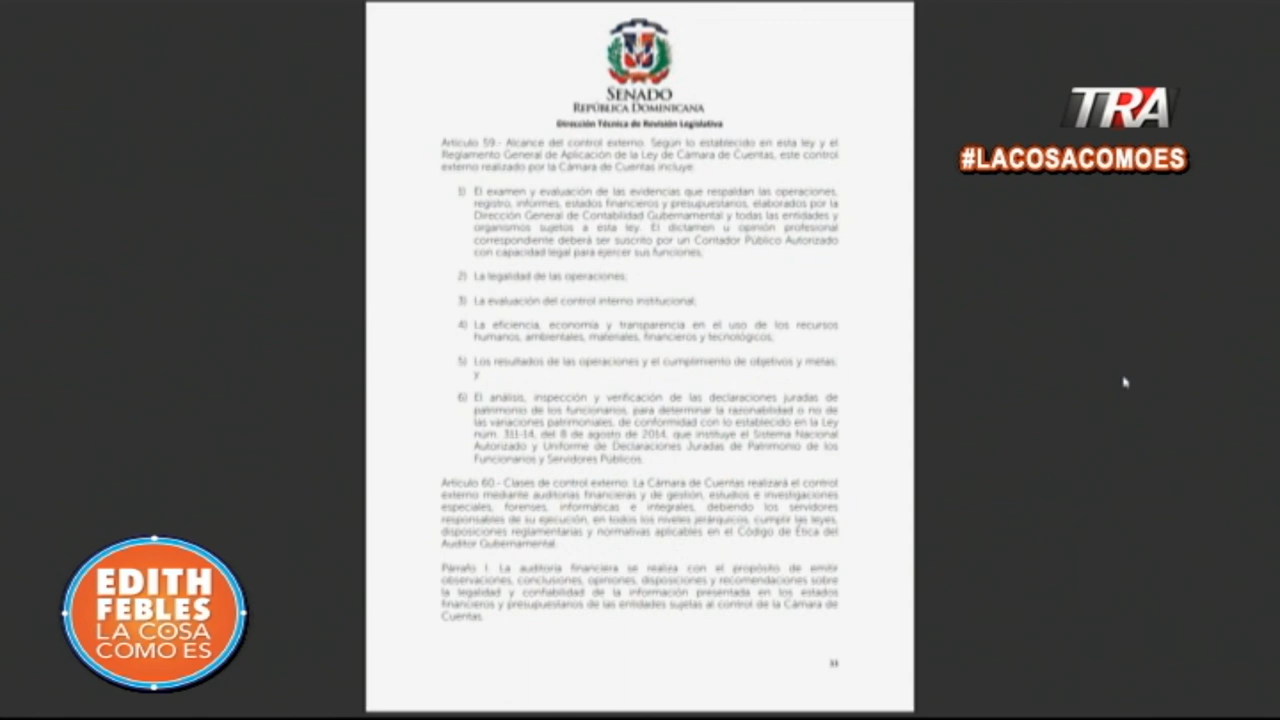 SENADO
REPÚBLICA DOMINICANA
Dirección Técnica de Revisión Legislativa
TRA
#LACOSACOMOES
Artículo 59.- Alcance del control externo. Según lo establecido en esta ley y el
Reglamento General de Aplicación de la Ley de Cámara de Cuentas, este control
externo realizado por la Cámara de Cuentas incluye:
1) El examen y evaluación de las evidencias que respaldan las operaciones,
registro, informes, estados financieros y presupuestarios, elaborados por la
Dirección General de Contabilidad Gubernamental y todas las entidades y
organismos sujetos a esta ley. El dictamen u opinión profesional
correspondiente deberá ser suscrito por un Contador Público Autorizado
con capacidad legal para ejercer sus funciones;
2) La legalidad de las operaciones;
3) La evaluación del control interno institucional;
4) La eficiencia, economía y transparencia en el uso de los recursos
humanos, ambientales, materiales, financieros y tecnológicos;
5) Los resultados de las operaciones y el cumplimiento de objetivos y metas;
y
6) El análisis, inspección y verificación de las declaraciones juradas de
patrimonio de los funcionarios, para determinar la razonabilidad o no de
las variaciones patrimoniales, de conformidad con lo establecido en la Ley
núm. 311-14, del 8 de agosto de 2014, que instituye el Sistema Nacional
Autorizado y Uniforme de Declaraciones Juradas de Patrimonio de los
Funcionarios y Servidores Públicos.
Artículo 60.- Clases de control externo. La Cámara de Cuentas realizará el control
externo mediante auditorías financieras y de gestión, estudios e investigaciones
especiales, forenses, informáticas e integrales, debiendo los servidores
responsables de su ejecución, en todos los niveles jerárquicos, cumplir las leyes,
disposiciones reglamentarias y normativas aplicables en el Código de Ética del
Auditor Gubernamental.
Párrafo I. La auditoría financiera se realiza con el propósito de emitir
observaciones, conclusiones, opiniones, disposiciones y recomendaciones sobre
la legalidad y confiabilidad de la información presentada en los estados
financieros y presupuestarios de las entidades sujetas al control de la Cámara de
Cuentas.
33
EDITH
FEBLES
LA COSA
COMO ES